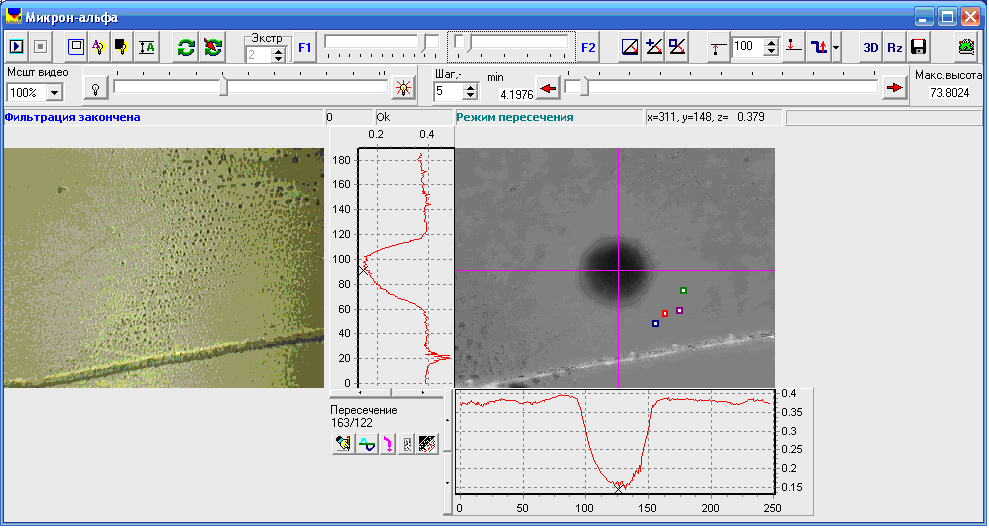 Микрон-альфа
Экстр
2
F1
F2
100
3D Rz
Мсшт видео
100%
Шаг,-
5
min
4.1976
Макс.высота
73.8024
Фильтрация закончена
0
Ok
Режим пересечения
x=311, y=148, z= 0.379
0.2 0.4
180
160
140
120
100
80
60
40
20
0
Пересечение
163/122
0.4
0.35
0.3
0.25
0.2
0.15
0 50 100 150 200 250